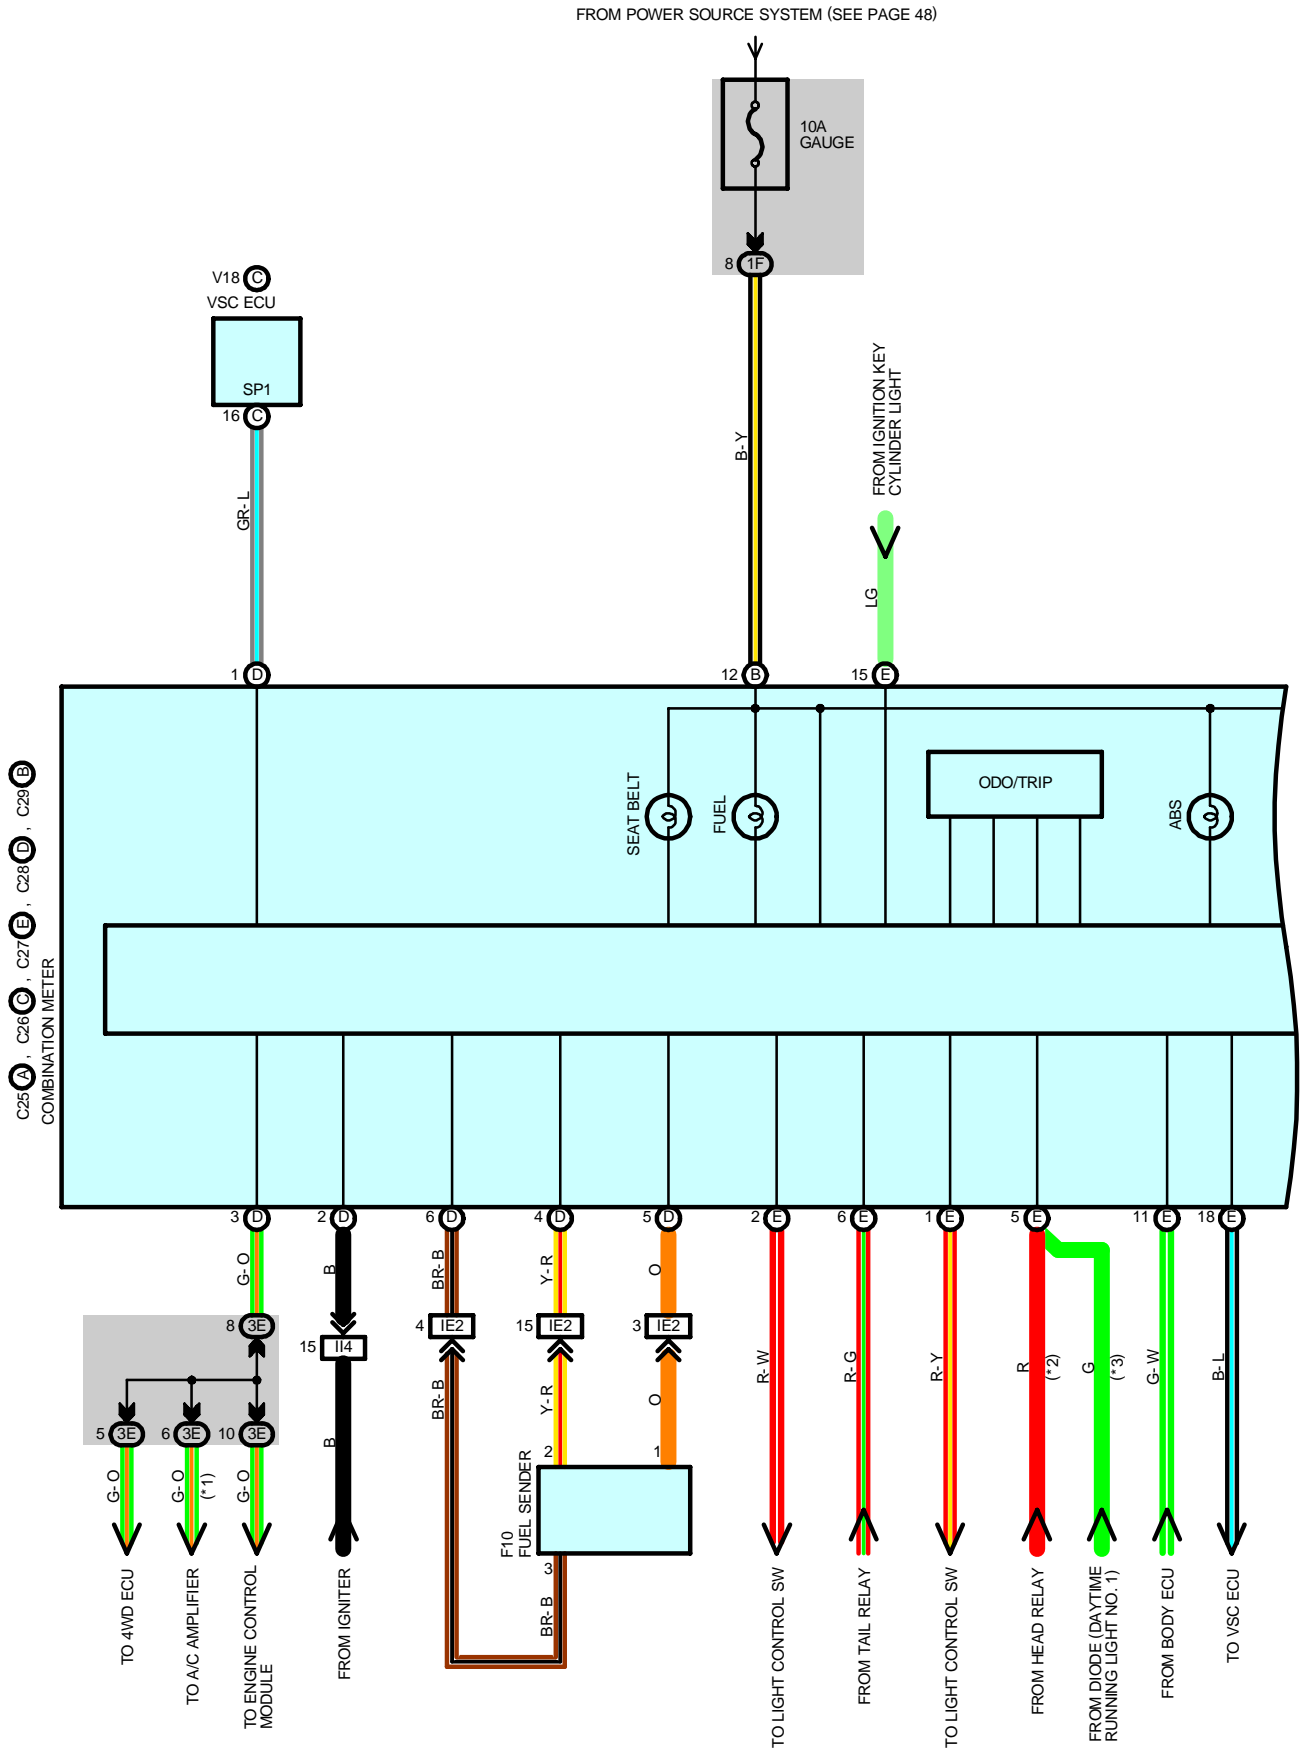 FROM POWER SOURCE SYSTEM (SEE PAGE 48)
10A
GAUGE
8 1F
V18 C
VSC ECU
SP1
16 C
GR-L
B-Y
FROM IGNITION KEY
CYLINDER LIGHT
LG
1 D
12 B
15 E
C25 A , C26 C , C27 E , C28 D , C29 B
COMBINATION METER
SEAT BELT
FUEL
ODO/TRIP
ABS
3 D
2 D
6 D
4 D
5 D
2 E
6 E
1 E
5 E
11 E
18 E
G-O
B
BR-B
Y-R
O
8 3E
15 II4
4 IE2
15 IE2
3 IE2
R-W
R-G
R-Y
R
(*2)
G
(*3)
G-W
B-L
5 3E
6 3E
10 3E
G-O
G-O
(*1)
G-O
B
BR-B
Y-R
O
2
1
F10
FUEL SENDER
3
BR-B
TO 4WD ECU
TO A/C AMPLIFIER
TO ENGINE CONTROL
MODULE
FROM IGNITER
TO LIGHT CONTROL SW
FROM TAIL RELAY
TO LIGHT CONTROL SW
FROM HEAD RELAY
FROM DIODE (DAYTIME
RUNNING LIGHT NO. 1)
FROM BODY ECU
TO VSC ECU